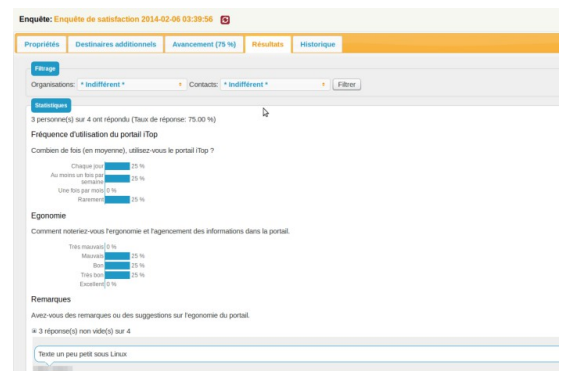 Enquête: Enquête de satisfaction 2014-02-06 03:39:56
Propriétés Destinaires additionnels Avancement (75 %) Résultats Historique
Filtrage
Organisations: * Indifférent * Contacts: * Indifférent * Filtrer
Statistiques
3 personne(s) sur 4 ont répondu (Taux de réponse: 75.00 %)
Fréquence d'utilisation du portail iTop
Combien de fois (en moyenne), utilisez-vous le portail iTop ?
Chaque jour 25 %
Au moins un fois par
semaine 25 %
Une fois par mois 0 %
Rarement 25 %
Egonomie
Comment noteriez-vous l'ergonomie et l'agencement des informations dans la portail.
Très mauvais 0 %
Mauvais 25 %
Bon 25 %
Très bon 25 %
Excellent 0 %
Remarques
Avez-vous des remarques ou des suggestions sur l'egonomie du portail.
3 réponse(s) non vide(s) sur 4
Texte un peu petit sous Linux